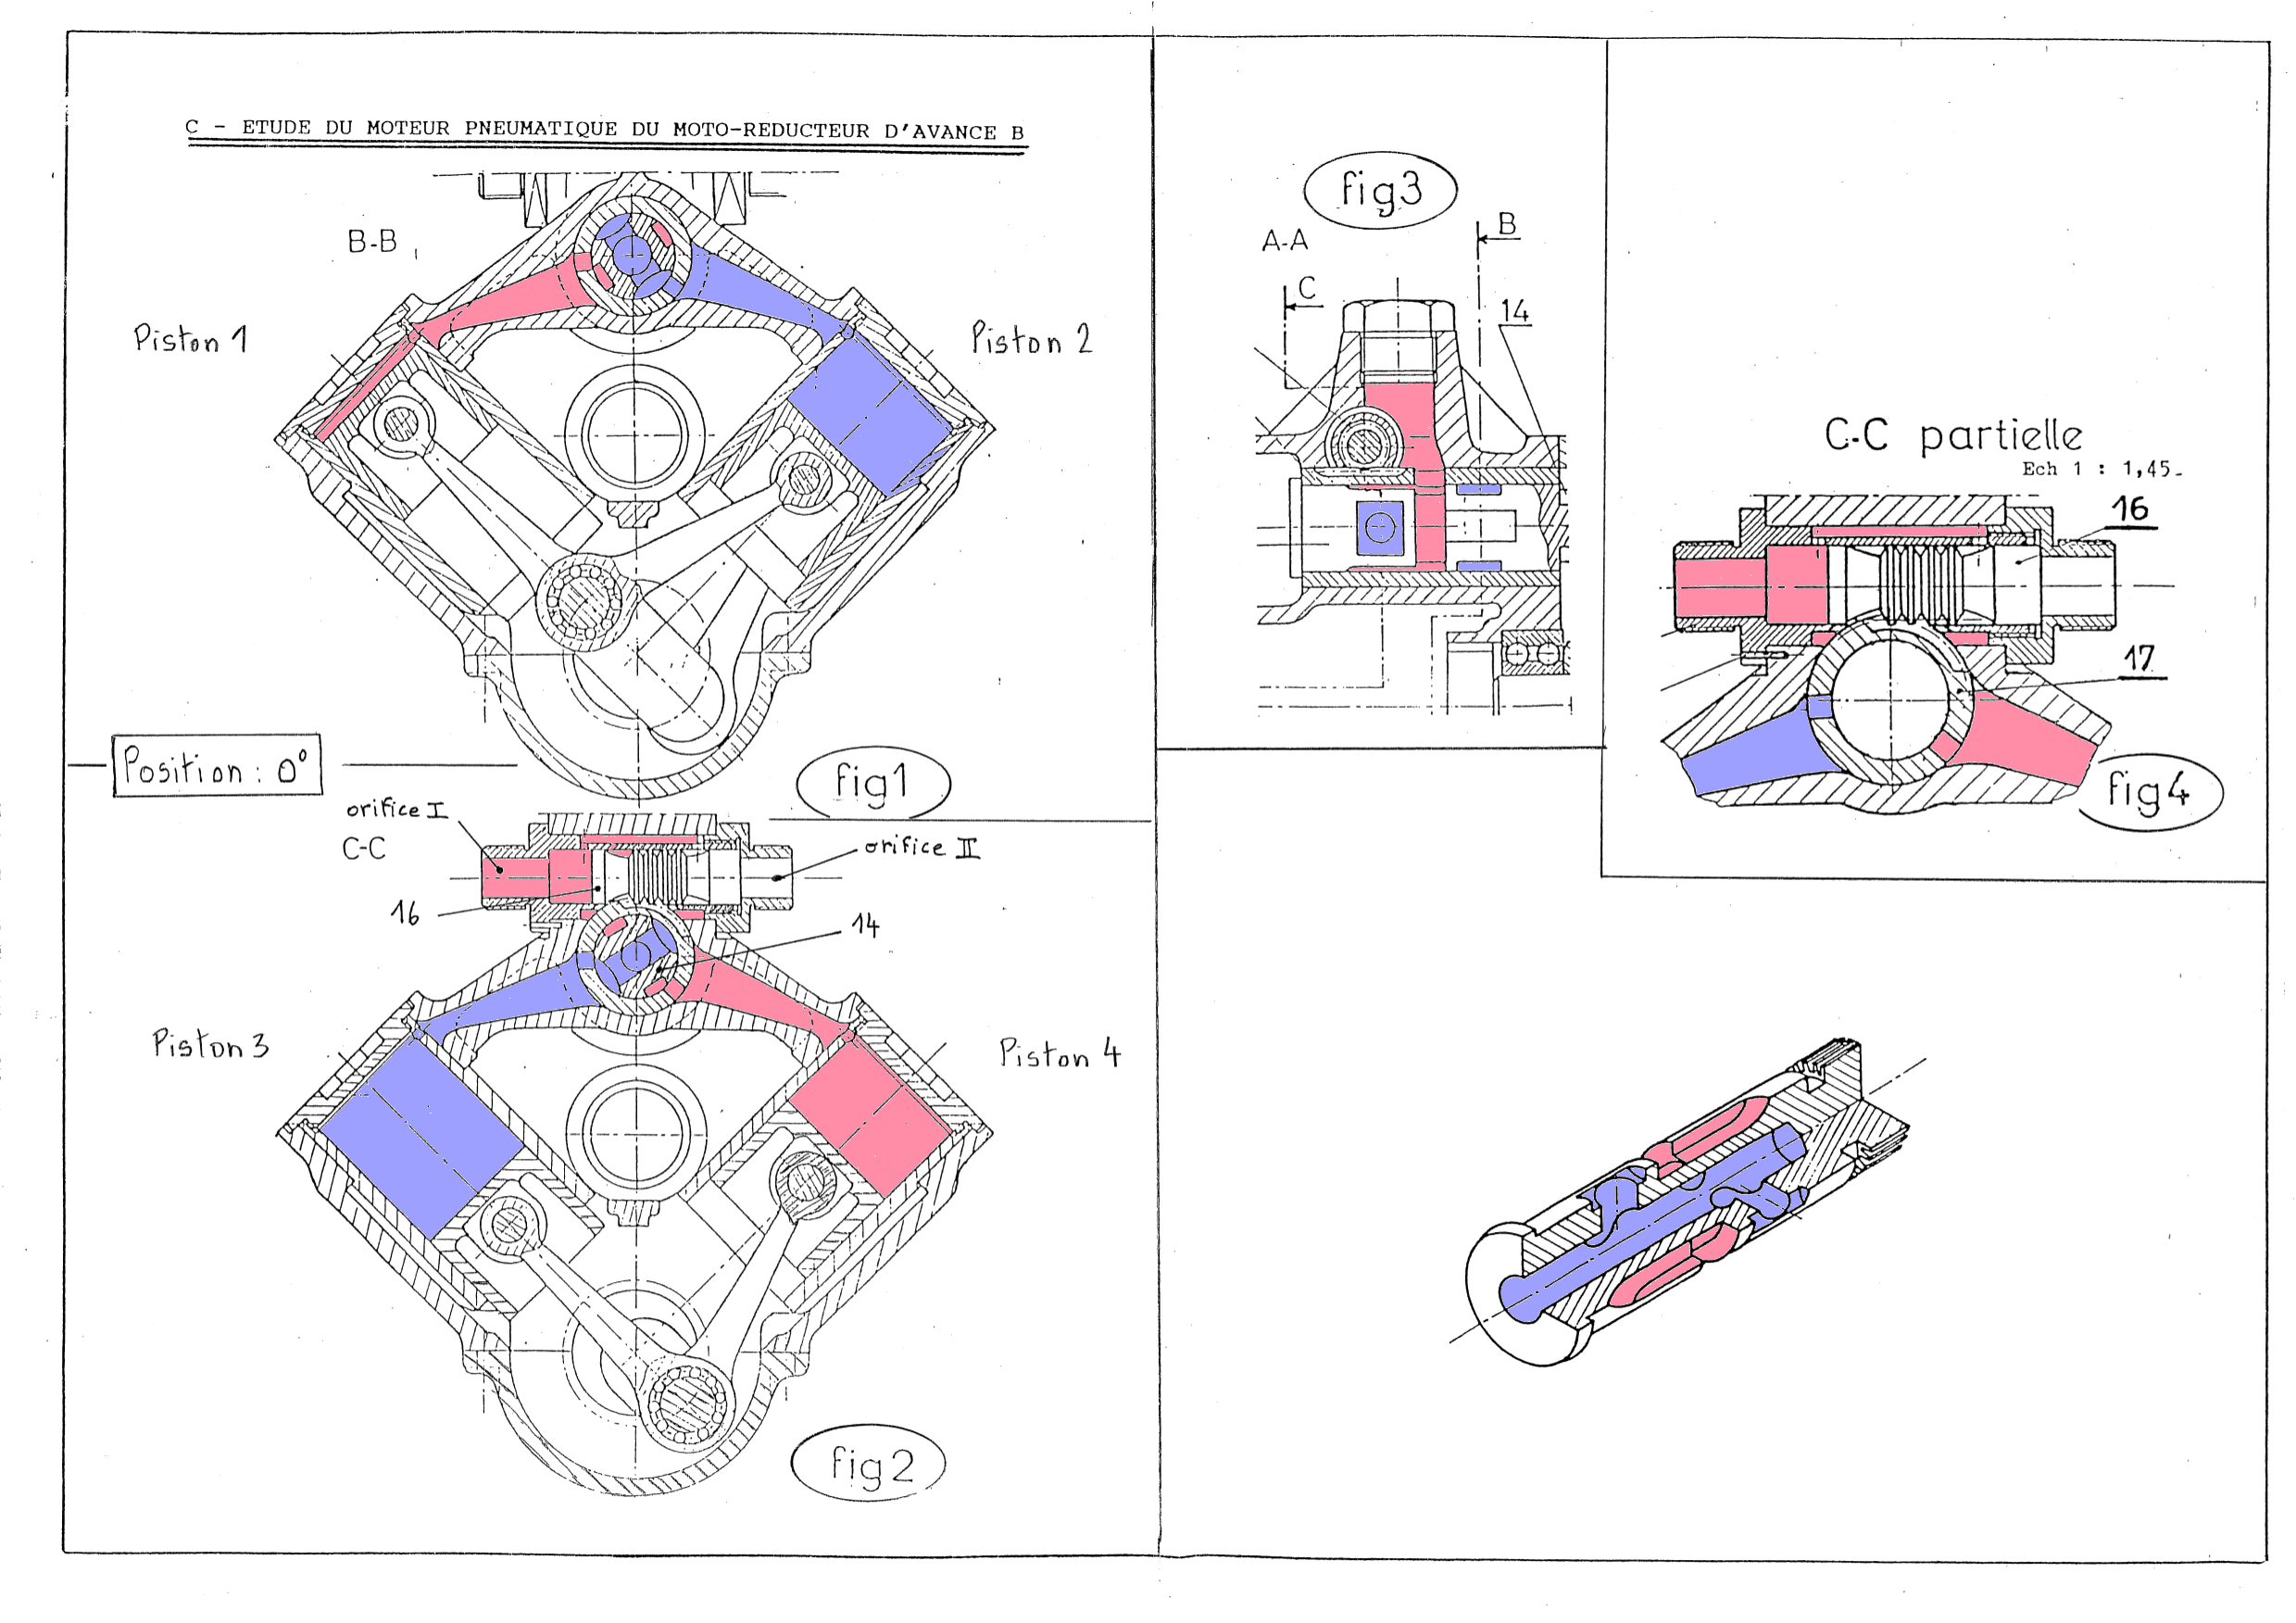 C - ETUDE DU MOTEUR PNEUMATIQUE DU MOTO-REDUCTEUR D'AVANCE B
B-B
Piston 1
Piston 2
Position : 0°
fig1
orifice I
C-C
orifice II
16
14
Piston 3
Piston 4
fig2
fig3
A-A
B
C
14
C-C partielle
Ech 1 : 1,45-
16
17
fig4